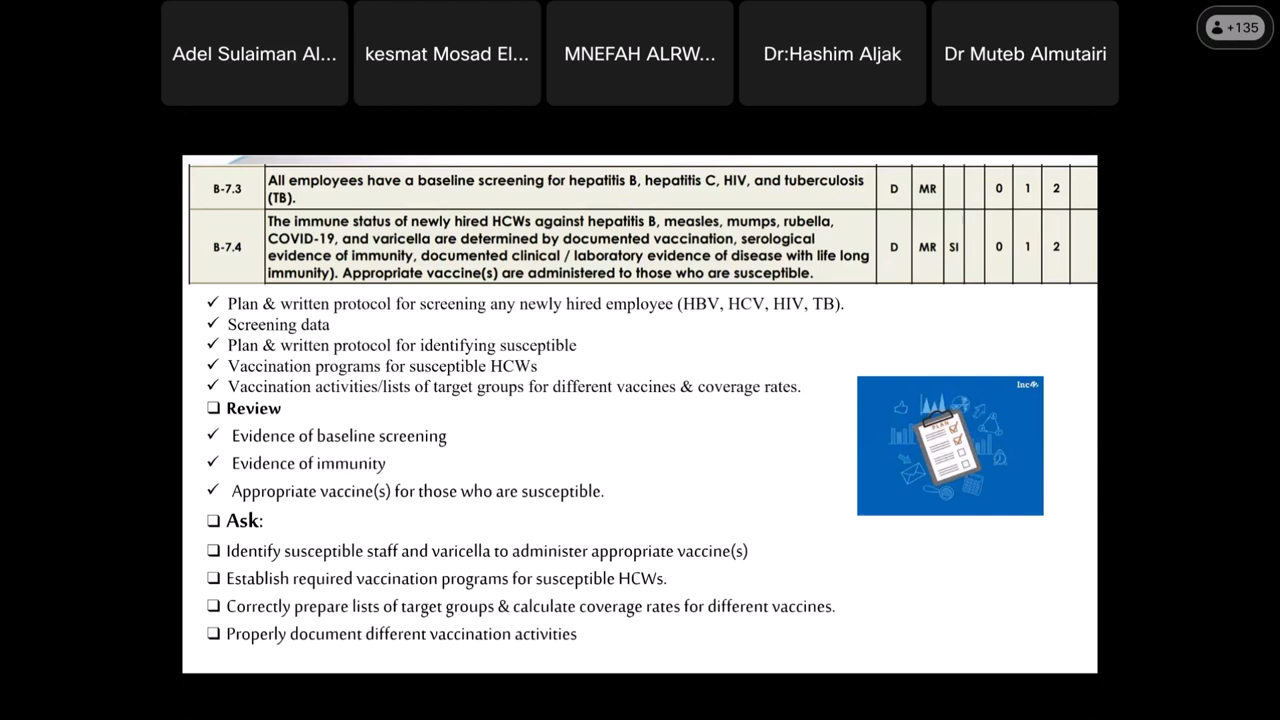 Adel Sulaiman Al...
kesmat Mosad El...
MNEFAH ALRW...
Dr:Hashim Aljak
Dr Muteb Almutairi
+135
B-7.3 All employees have a baseline screening for hepatitis B, hepatitis C, HIV, and tuberculosis D MR 0 1 2
(TB).
The immune status of newly hired HCWs against hepatitis B, measles, mumps, rubella,
B-7.4 COVID-19, and varicella are determined by documented vaccination, serological D MR SI 0 1 2
evidence of immunity, documented clinical / laboratory evidence of disease with life long
immunity). Appropriate vaccine(s) are administered to those who are susceptible.
✓ Plan & written protocol for screening any newly hired employee (HBV, HCV, HIV, TB).
✓ Screening data
✓ Plan & written protocol for identifying susceptible
✓ Vaccination programs for susceptible HCWs
✓ Vaccination activities/lists of target groups for different vaccines & coverage rates.
❑ Review
✓ Evidence of baseline screening
✓ Evidence of immunity
✓ Appropriate vaccine(s) for those who are susceptible.
❑ Ask:
❑ Identify susceptible staff and varicella to administer appropriate vaccine(s)
❑ Establish required vaccination programs for susceptible HCWs.
❑ Correctly prepare lists of target groups & calculate coverage rates for different vaccines.
❑ Properly document different vaccination activities
PLAN